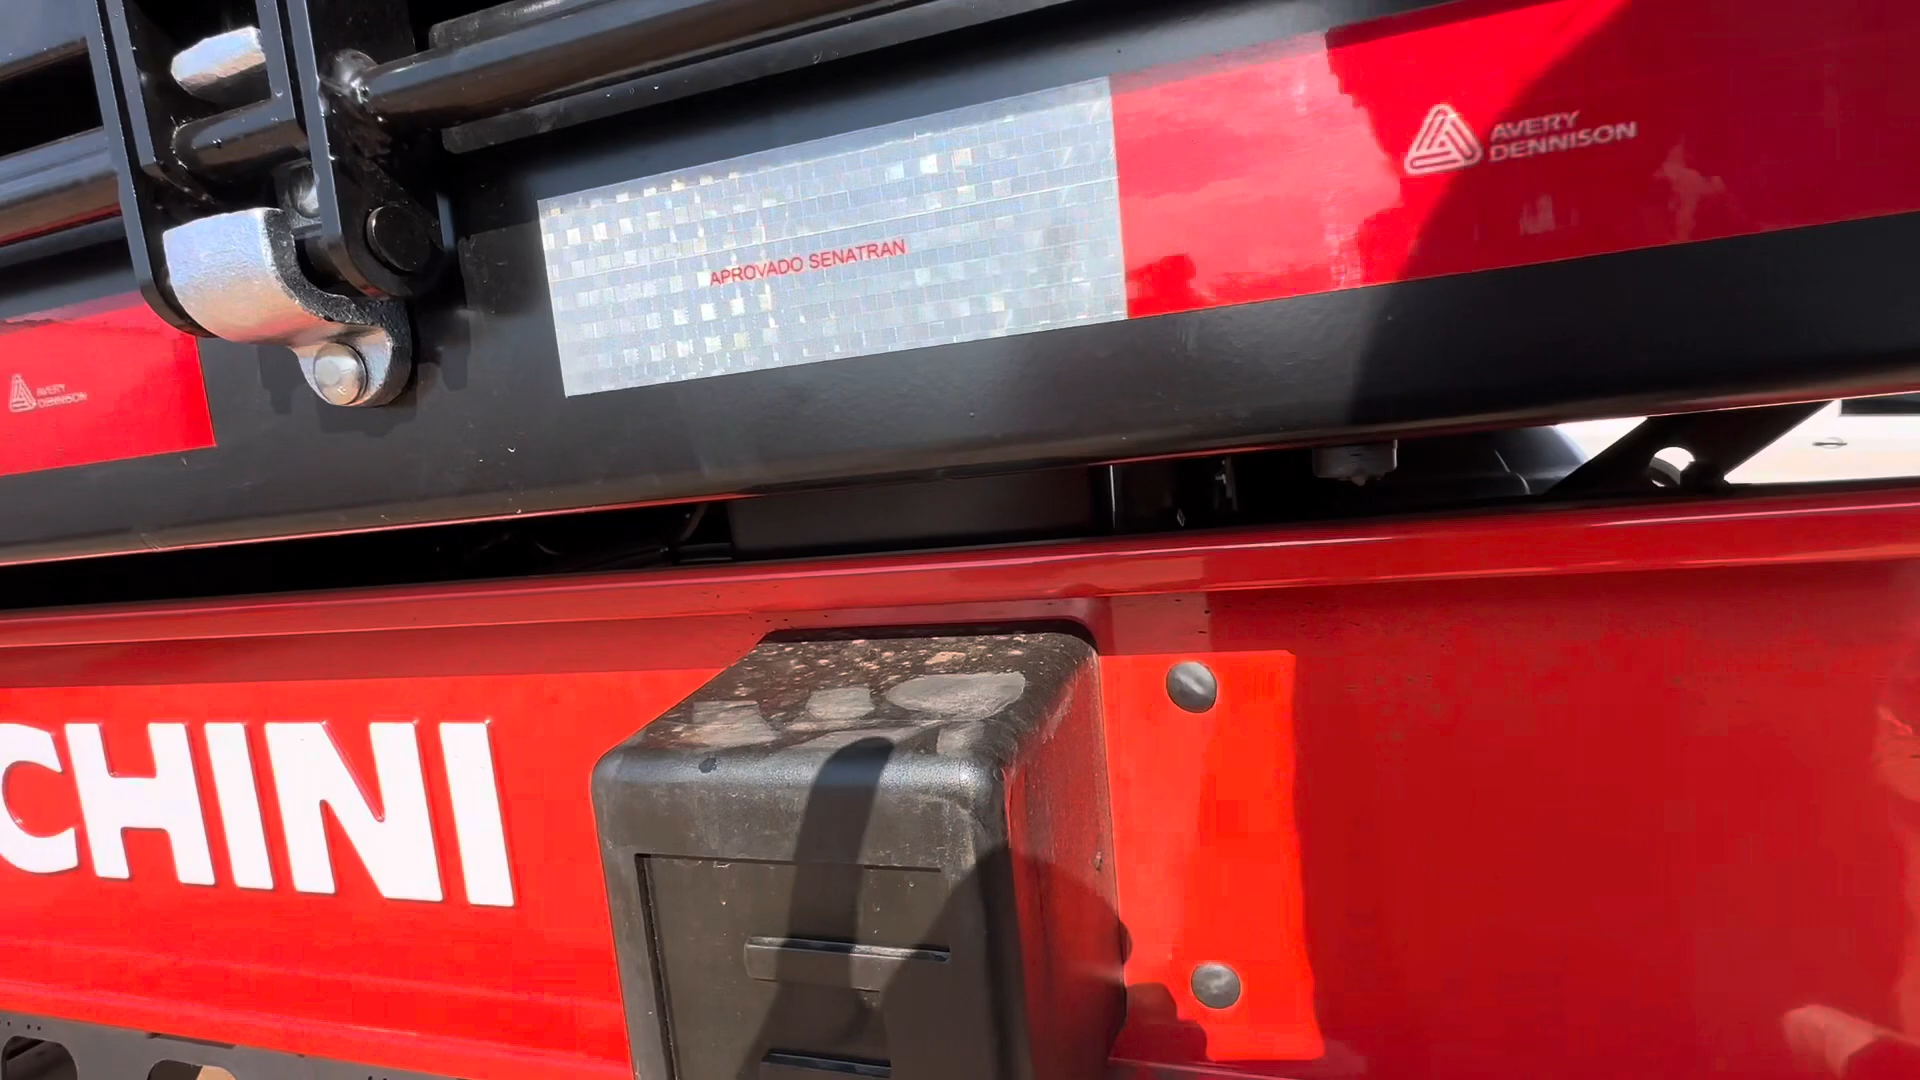 AVERY
DENNISON
APROVADO SENATRAN
AVERY
DENNISON
CHINI